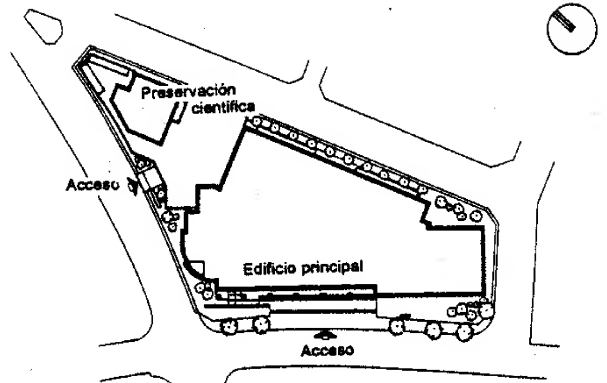 Preservación
científica
Acceso
Edificio principal
Acceso